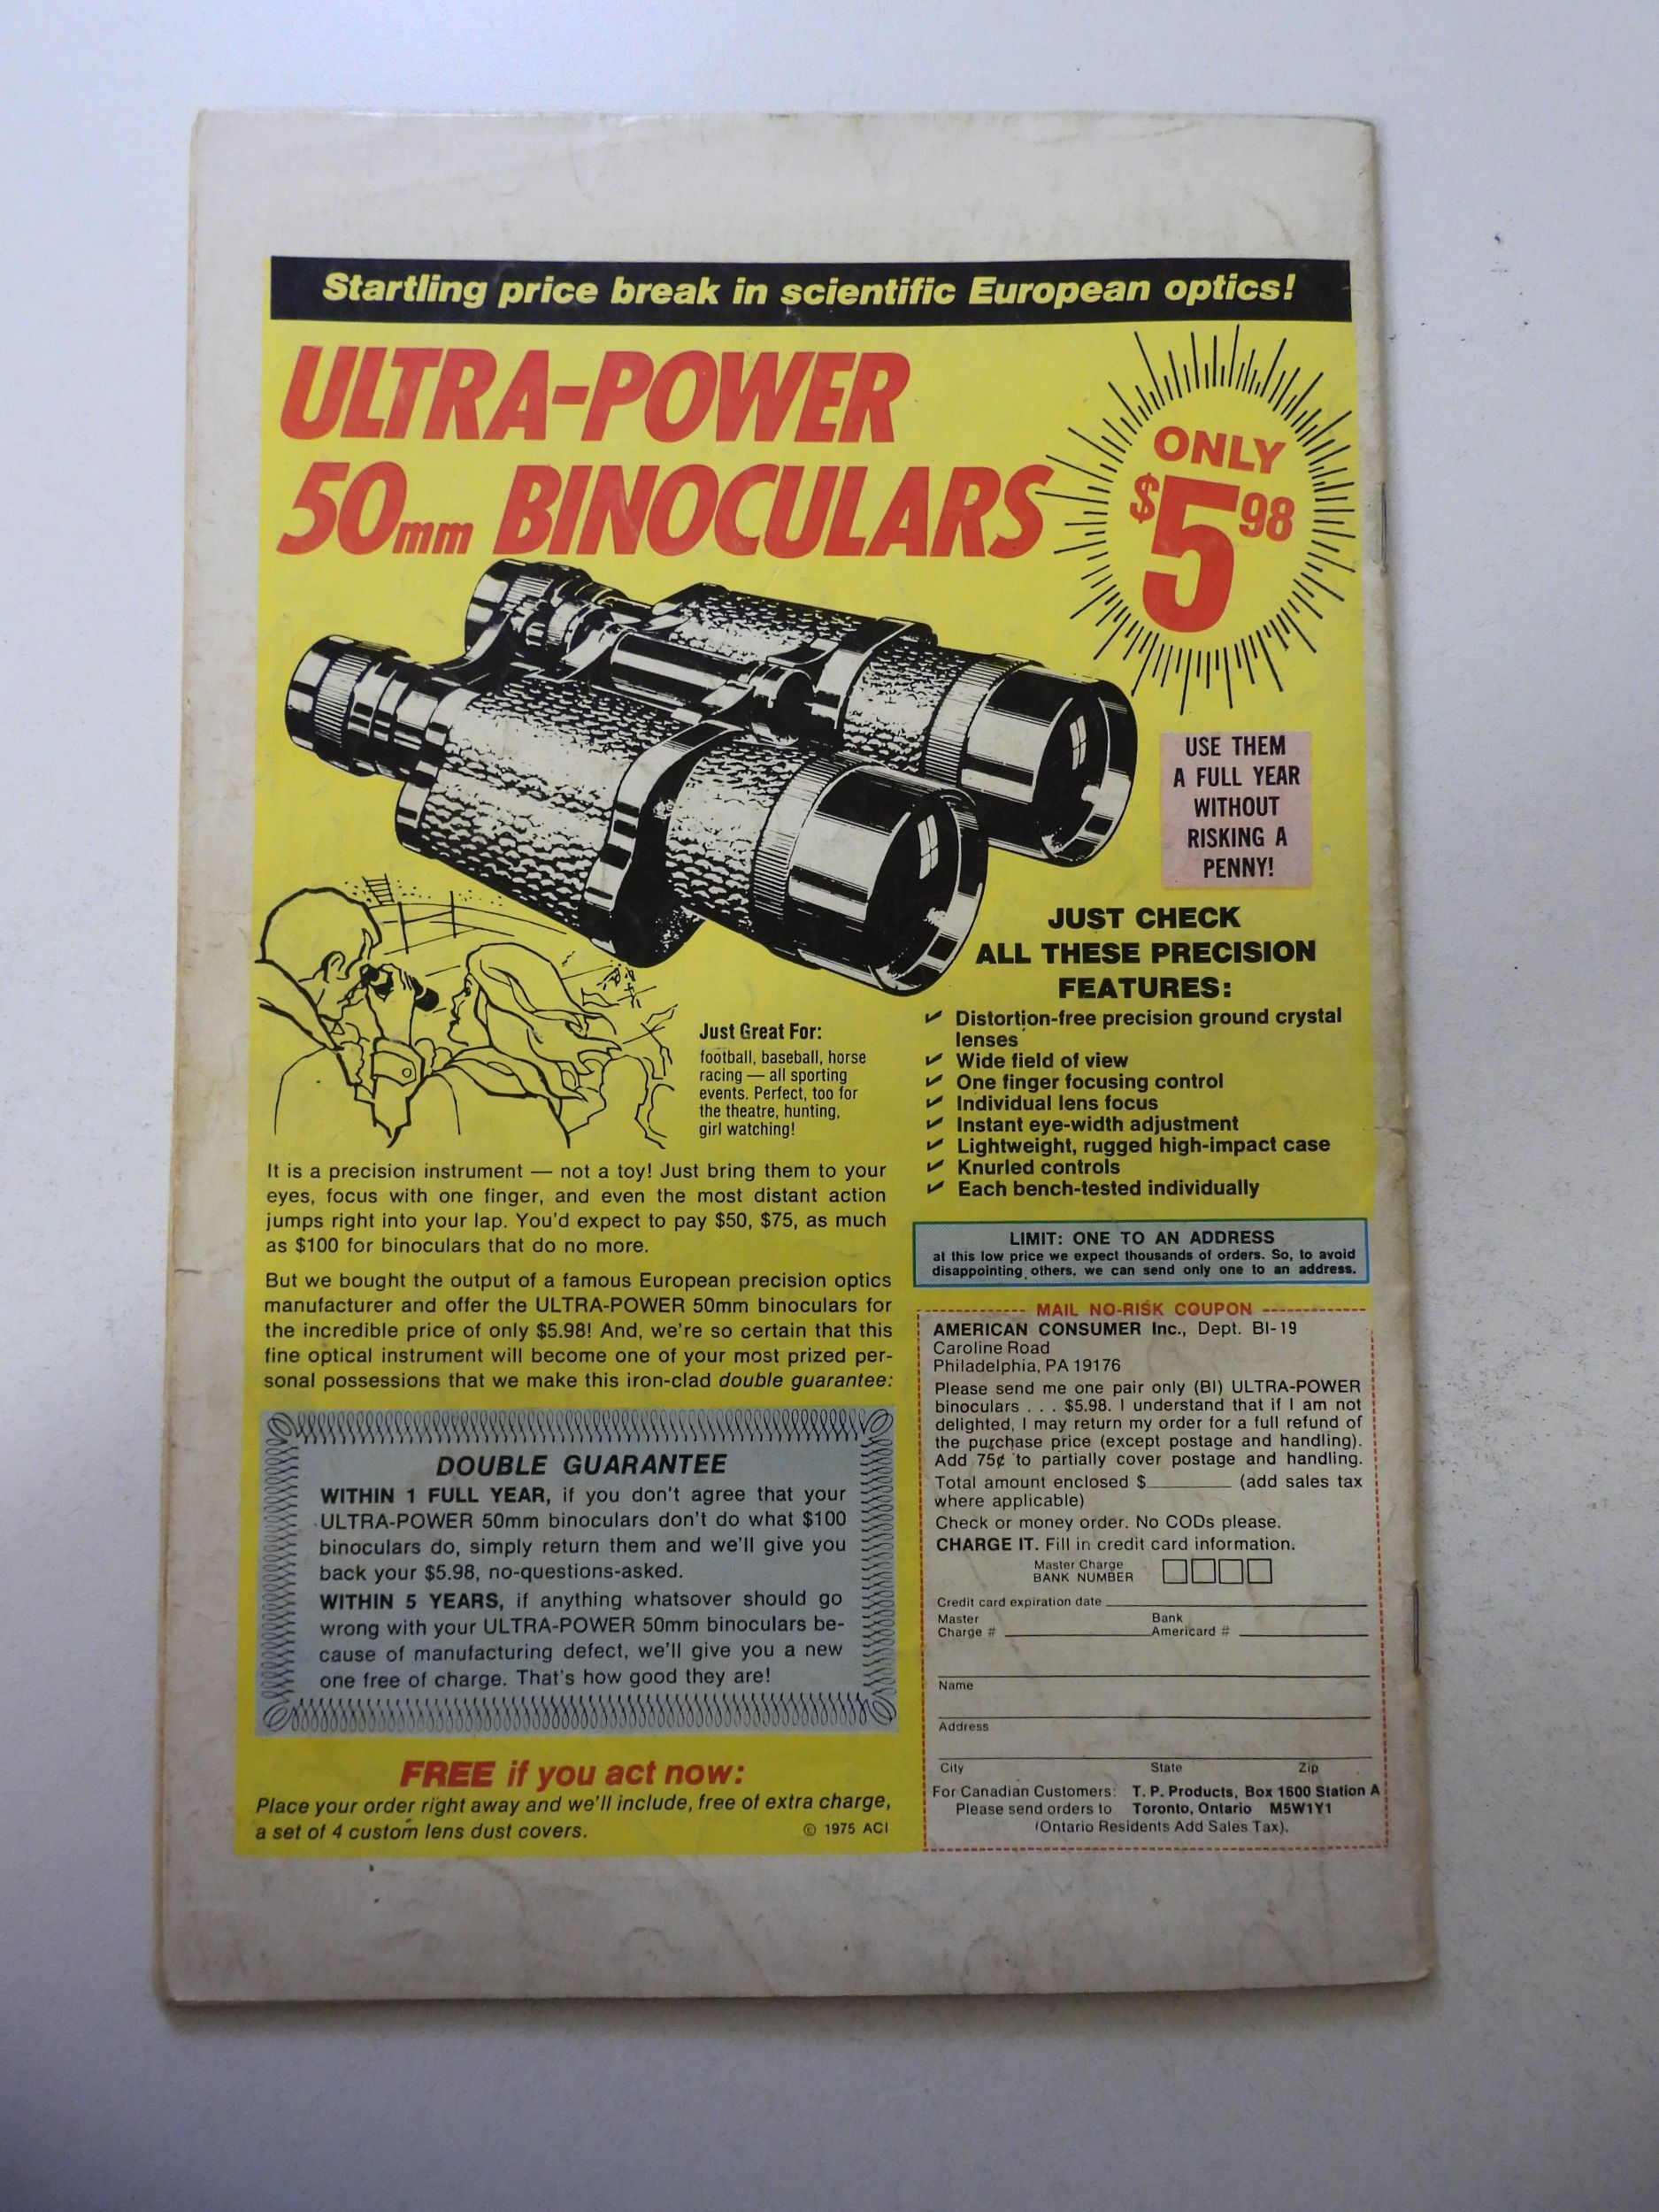 Startling price break in scientific European optics!
ULTRA-POWER
50mm BINOCULARS
ONLY
$5.98
USE THEM
A FULL YEAR
WITHOUT
RISKING A
PENNY!
JUST CHECK
ALL THESE PRECISION
FEATURES:
✓ Distortion-free precision ground crystal
lenses
✓ Wide field of view
✓ One finger focusing control
✓ Individual lens focus
✓ Instant eye-width adjustment
✓ Lightweight, rugged high-impact case
✓ Knurled controls
✓ Each bench-tested individually
Just Great For:
football, baseball, horse
racing — all sporting
events. Perfect, too for
the theatre, hunting,
girl watching!
It is a precision instrument — not a toy! Just bring them to your
eyes, focus with one finger, and even the most distant action
jumps right into your lap. You'd expect to pay $50, $75, as much
as $100 for binoculars that do no more.
But we bought the output of a famous European precision optics
manufacturer and offer the ULTRA-POWER 50mm binoculars for
the incredible price of only $5.98! And, we're so certain that this
fine optical instrument will become one of your most prized per-
sonal possessions that we make this iron-clad double guarantee:
DOUBLE GUARANTEE
WITHIN 1 FULL YEAR, if you don't agree that your
ULTRA-POWER 50mm binoculars don't do what $100
binoculars do, simply return them and we'll give you
back your $5.98, no-questions-asked.
WITHIN 5 YEARS, if anything whatsover should go
wrong with your ULTRA-POWER 50mm binoculars be-
cause of manufacturing defect, we'll give you a new
one free of charge. That's how good they are!
FREE if you act now:
Place your order right away and we'll include, free of extra charge,
a set of 4 custom lens dust covers.
© 1975 ACI
LIMIT: ONE TO AN ADDRESS
at this low price we expect thousands of orders. So, to avoid
disappointing others, we can send only one to an address.
MAIL NO-RISK COUPON
AMERICAN CONSUMER Inc., Dept. BI-19
Caroline Road
Philadelphia, PA 19176
Please send me one pair only (BI) ULTRA-POWER
binoculars . . . $5.98. I understand that if I am not
delighted, I may return my order for a full refund of
the purchase price (except postage and handling).
Add 75¢ to partially cover postage and handling.
Total amount enclosed $________ (add sales tax
where applicable)
Check or money order. No CODs please.
CHARGE IT. Fill in credit card information.
Master Charge
BANK NUMBER
Credit card expiration date
Master Bank
Charge # Americard #
Name
Address
City State Zip
For Canadian Customers: T. P. Products, Box 1600 Station A
Please send orders to Toronto, Ontario M5W1Y1
(Ontario Residents Add Sales Tax).